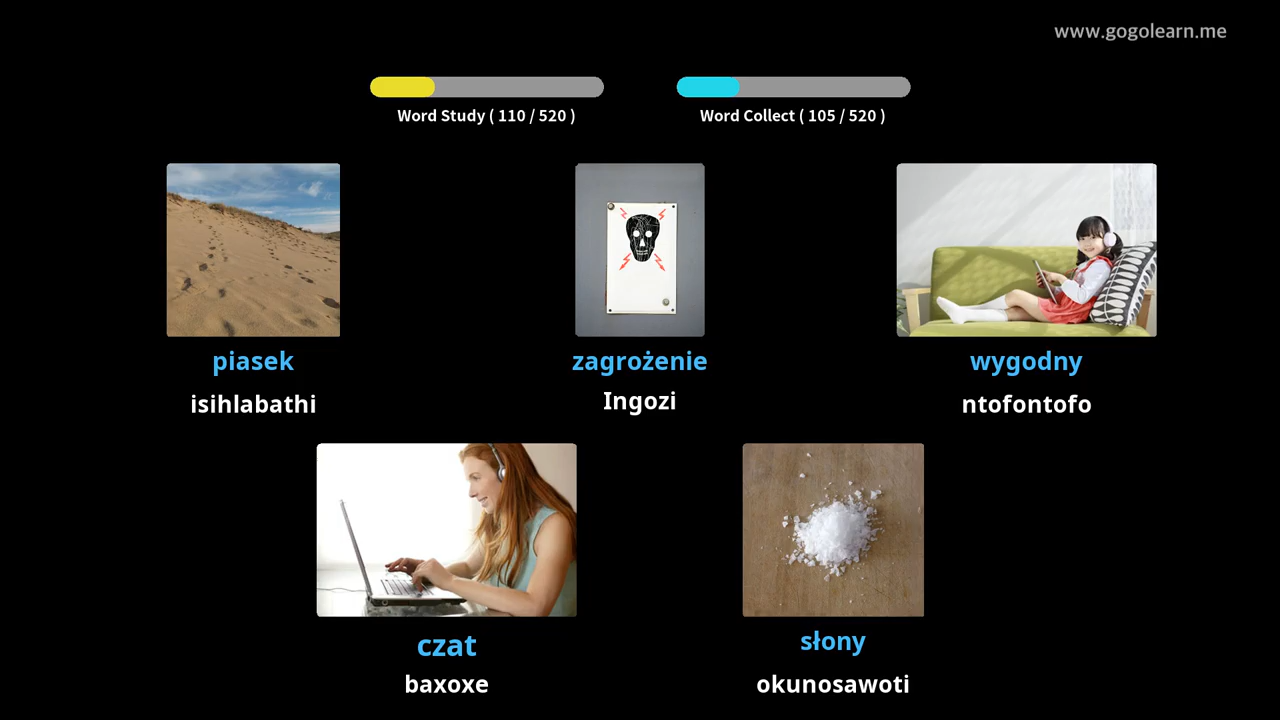 www.gogolearn.me
Word Study ( 110 / 520 )
Word Collect ( 105 / 520 )
piasek
isihlabathi
zagrożenie
Ingozi
wygodny
ntofontofo
czat
baxoxe
słony
okunosawoti